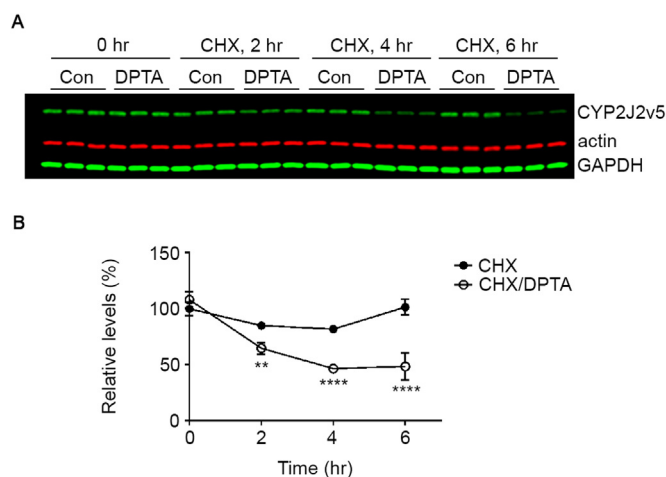 A
0 hr CHX, 2 hr CHX, 4 hr CHX, 6 hr
Con DPTA Con DPTA Con DPTA Con DPTA
CYP2J2v5
actin
GAPDH
B
150
100
50
0
Relative levels (%)
CHX
CHX/DPTA
**
****
****
0 2 4 6
Time (hr)